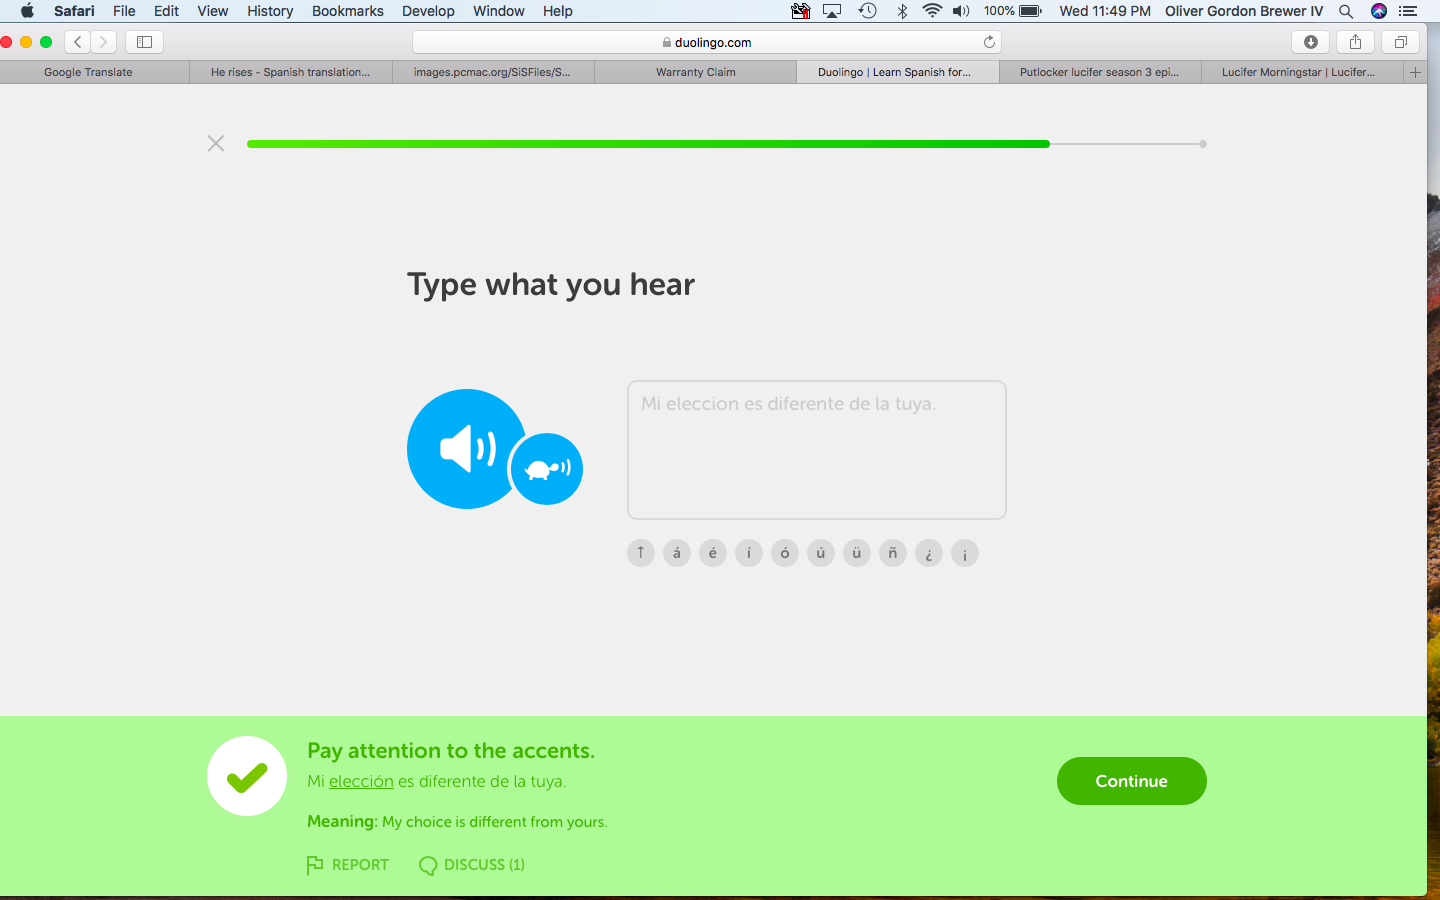 Safari File Edit View History Bookmarks Develop Window Help 100% Wed 11:49 PM Oliver Gordon Brewer IV
duolingo.com
Google Translate He rises - Spanish translation... images.pcmac.org/SiSFiles/S... Warranty Claim Duolingo | Learn Spanish for... Putlocker lucifer season 3 epi... Lucifer Morningstar | Lucifer...
Type what you hear
Mi eleccion es diferente de la tuya.
↑ á é í ó ú ü ñ ¿ ¡
Pay attention to the accents.
Mi elección es diferente de la tuya.
Continue
Meaning: My choice is different from yours.
REPORT DISCUSS (1)